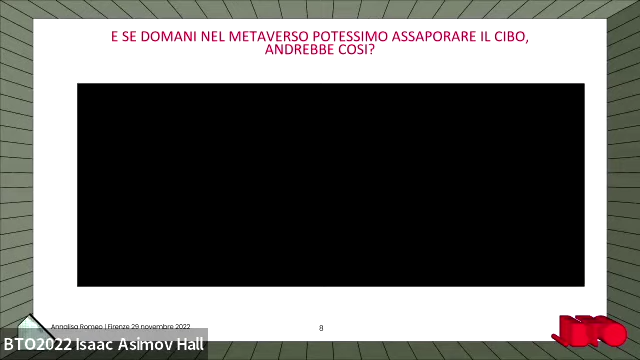 E SE DOMANI NEL METAVERSO POTESSIMO ASSAPORARE IL CIBO,
ANDREBBE COSI?
Annalisa Romeo | Firenze 29 novembre 2022
8
BTO
BTO2022 Isaac Asimov Hall